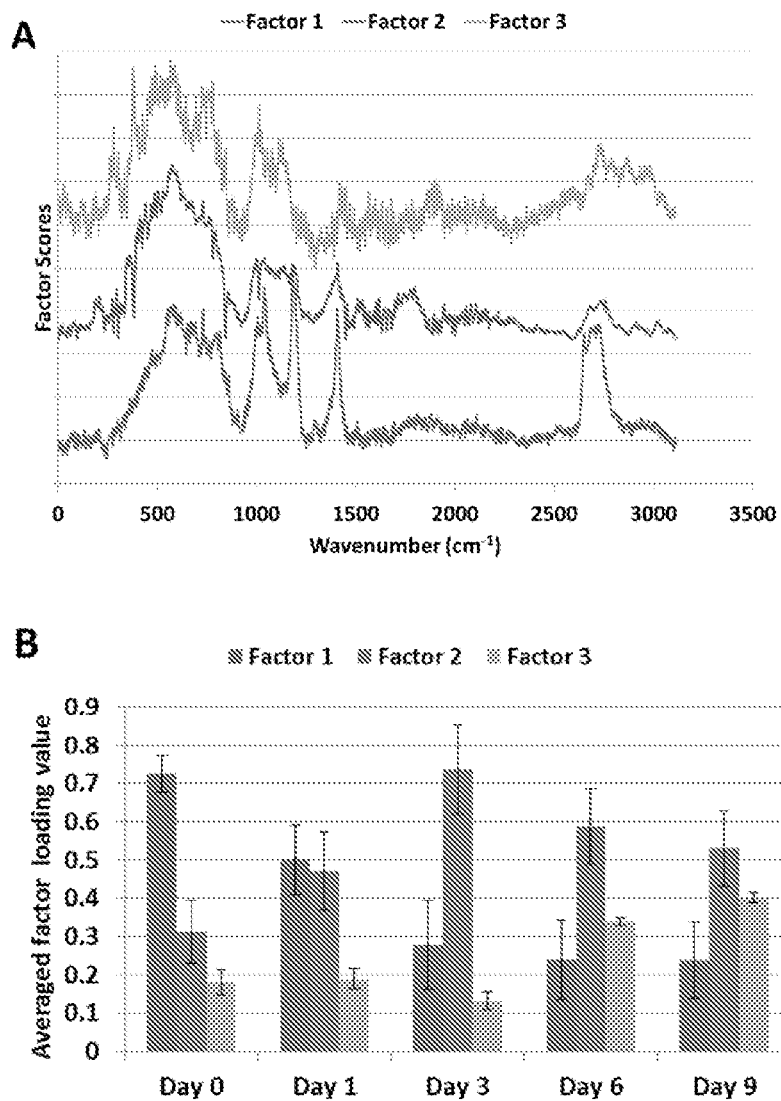 A
Factor 1 Factor 2 Factor 3
Factor Scores
0 500 1000 1500 2000 2500 3000 3500
Wavenumber (cm⁻¹)
B
Factor 1 Factor 2 Factor 3
Averaged factor loading value
0.9
0.8
0.7
0.6
0.5
0.4
0.3
0.2
0.1
0
Day 0 Day 1 Day 3 Day 6 Day 9